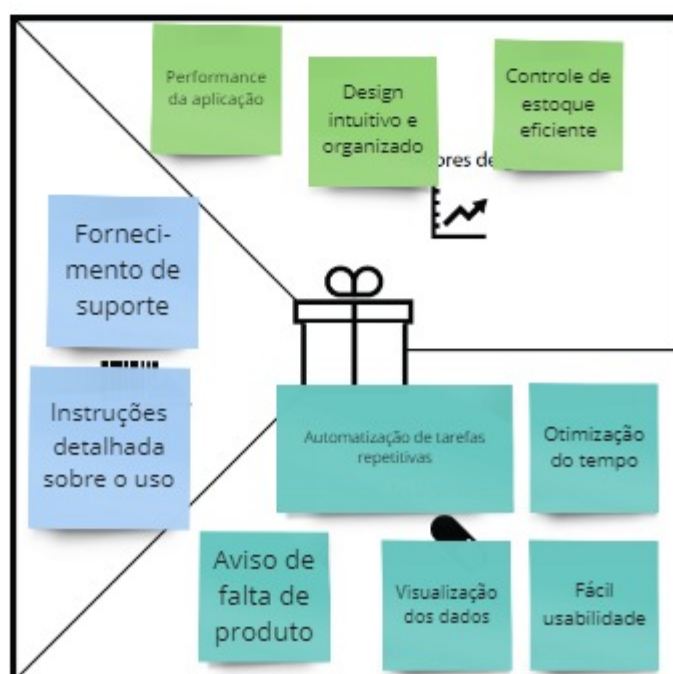 Performance
da aplicação
Design
intuitivo e
organizado
Controle de
estoque
eficiente
ores de
Forneci-
mento de
suporte
Instruções
detalhada
sobre o uso
Automatização de tarefas
repetitivas
Otimização
do tempo
Aviso de
falta de
produto
Visualização
dos dados
Fácil
usabilidade